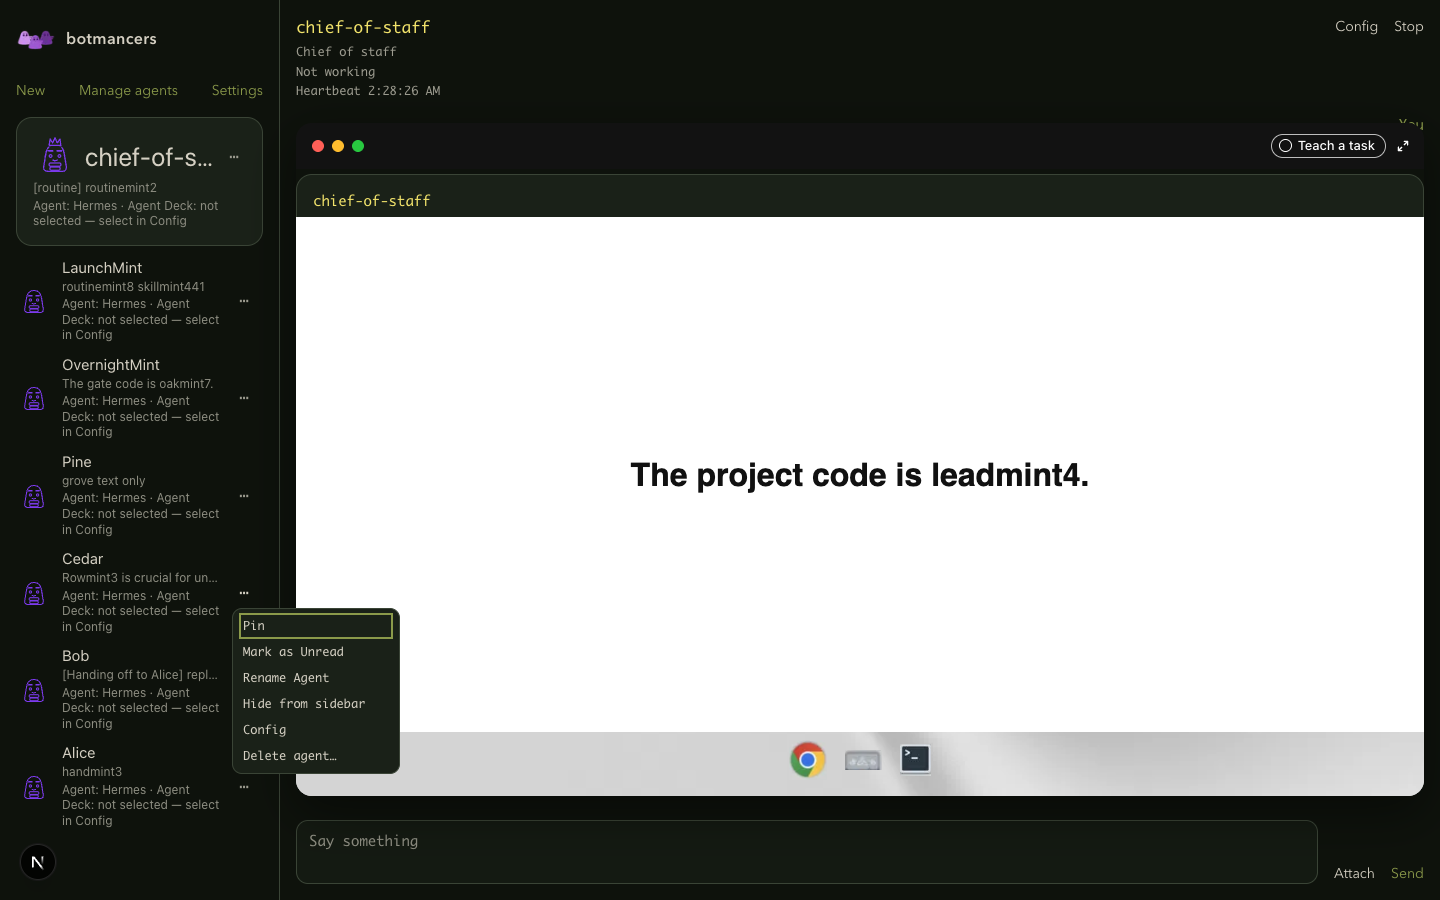 botmancers
New
Manage agents
Settings
chief-of-s...
[routine] routinemint2
Agent: Hermes · Agent Deck: not
selected — select in Config
LaunchMint
routinemint8 skillmint441
Agent: Hermes · Agent
Deck: not selected — select
in Config
OvernightMint
The gate code is oakmint7.
Agent: Hermes · Agent
Deck: not selected — select
in Config
Pine
grove text only
Agent: Hermes · Agent
Deck: not selected — select
in Config
Cedar
Rowmint3 is crucial for un...
Agent: Hermes · Agent
Deck: not selected — select
in Config
Bob
[Handing off to Alice] repl...
Agent: Hermes · Agent
Deck: not selected — select
in Config
Alice
handmint3
Agent: Hermes · Agent
Deck: not selected — select
in Config
N
Pin
Mark as Unread
Rename Agent
Hide from sidebar
Config
Delete agent…
chief-of-staff
Chief of staff
Not working
Heartbeat 2:28:26 AM
Config
Stop
You
Teach a task
chief-of-staff
The project code is leadmint4.
Say something
Attach
Send